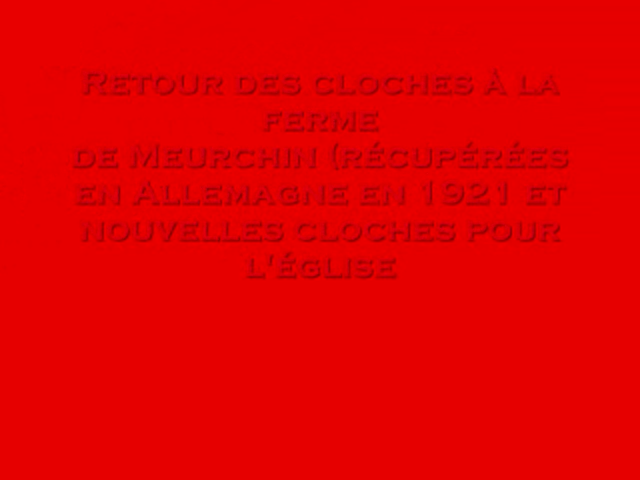 Retour des cloches à la
ferme
de Meurchin (récupérées
en Allemagne en 1921 et
nouvelles cloches pour
l'église